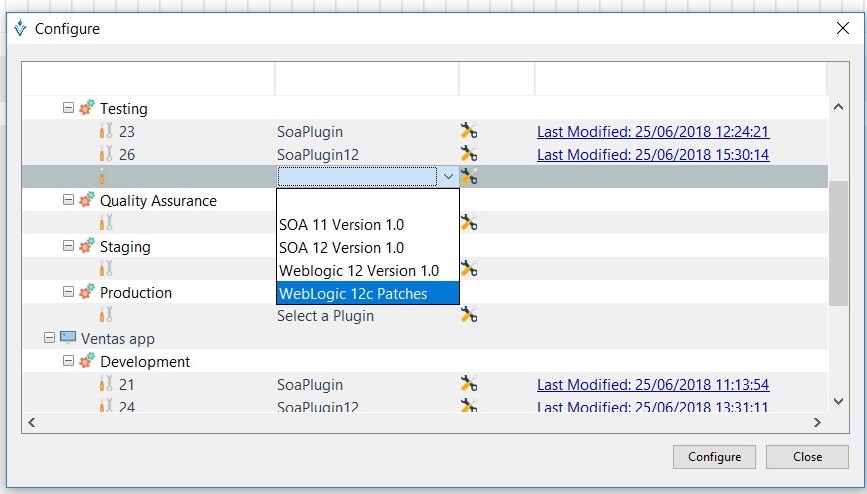 Configure
Testing
23 SoaPlugin Last Modified: 25/06/2018 12:24:21
26 SoaPlugin12 Last Modified: 25/06/2018 15:30:14
Quality Assurance
SOA 11 Version 1.0
Staging
SOA 12 Version 1.0
Weblogic 12 Version 1.0
Production
WebLogic 12c Patches
Select a Plugin
Ventas app
Development
21 SoaPlugin Last Modified: 25/06/2018 11:13:54
24 SoaPlugin12 Last Modified: 25/06/2018 13:31:11
Configure Close